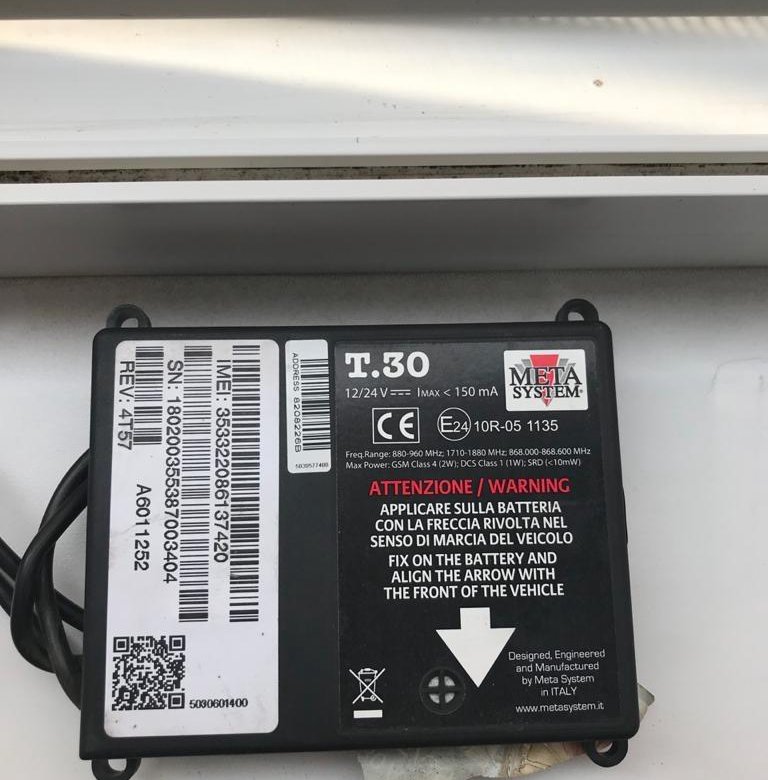 IMEI: 353322086137420
SN: 180200355387003404
REV: 4T57
A6011252
5030601400
ADDRESS 8208226B
5030577400
T.30
META
SYSTEM
12/24 V IMAX < 150 mA
CE E24 10R-05 1135
Freq.Range: 880-960 MHz; 1710-1880 MHz; 868.000-868.600 MHz
Max Power: GSM Class 4 (2W); DCS Class 1 (1W); SRD (<10mW)
ATTENZIONE / WARNING
APPLICARE SULLA BATTERIA
CON LA FRECCIA RIVOLTA NEL
SENSO DI MARCIA DEL VEICOLO
FIX ON THE BATTERY AND
ALIGN THE ARROW WITH
THE FRONT OF THE VEHICLE
Designed, Engineered
and Manufactured
by Meta System
in ITALY
www.metasystem.it